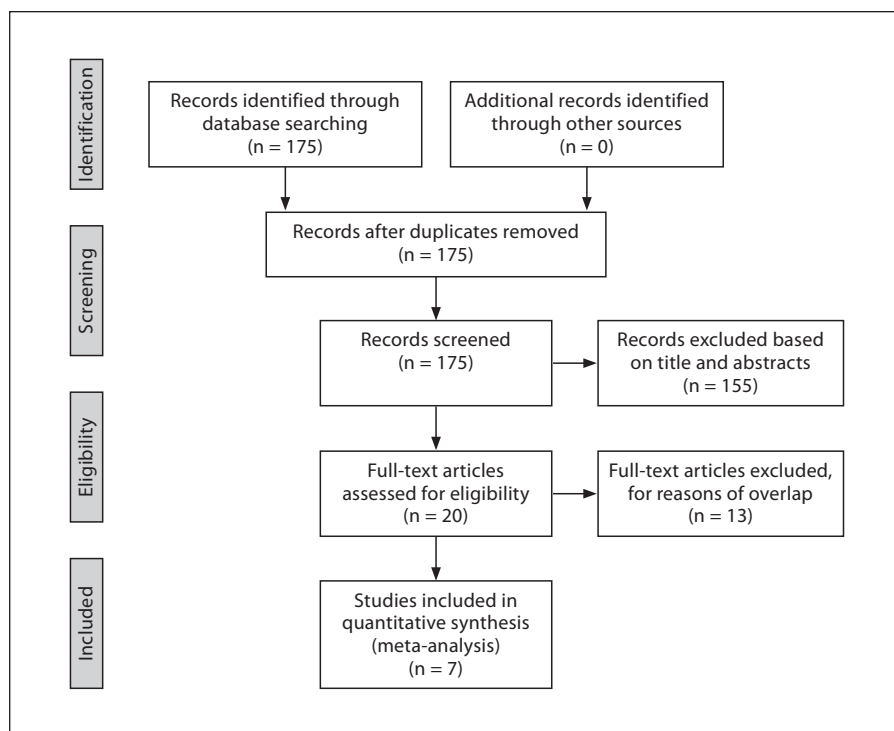 Identification
Records identified through
database searching
(n = 175)
Additional records identified
through other sources
(n = 0)
Screening
Records after duplicates removed
(n = 175)
Records screened
(n = 175)
Records excluded based
on title and abstracts
(n = 155)
Eligibility
Full-text articles
assessed for eligibility
(n = 20)
Full-text articles excluded,
for reasons of overlap
(n = 13)
Included
Studies included in
quantitative synthesis
(meta-analysis)
(n = 7)